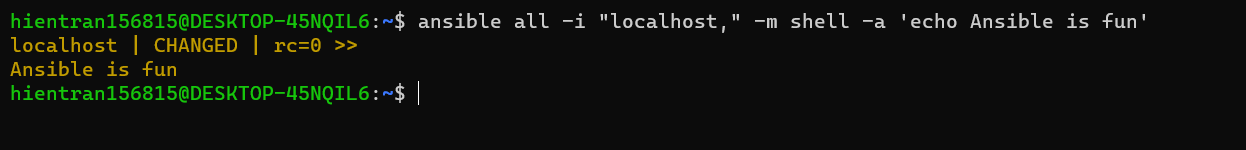 hientran156815@DESKTOP-45NQIL6:~$ ansible all -i "localhost," -m shell -a 'echo Ansible is fun'
localhost | CHANGED | rc=0 >>
Ansible is fun
hientran156815@DESKTOP-45NQIL6:~$